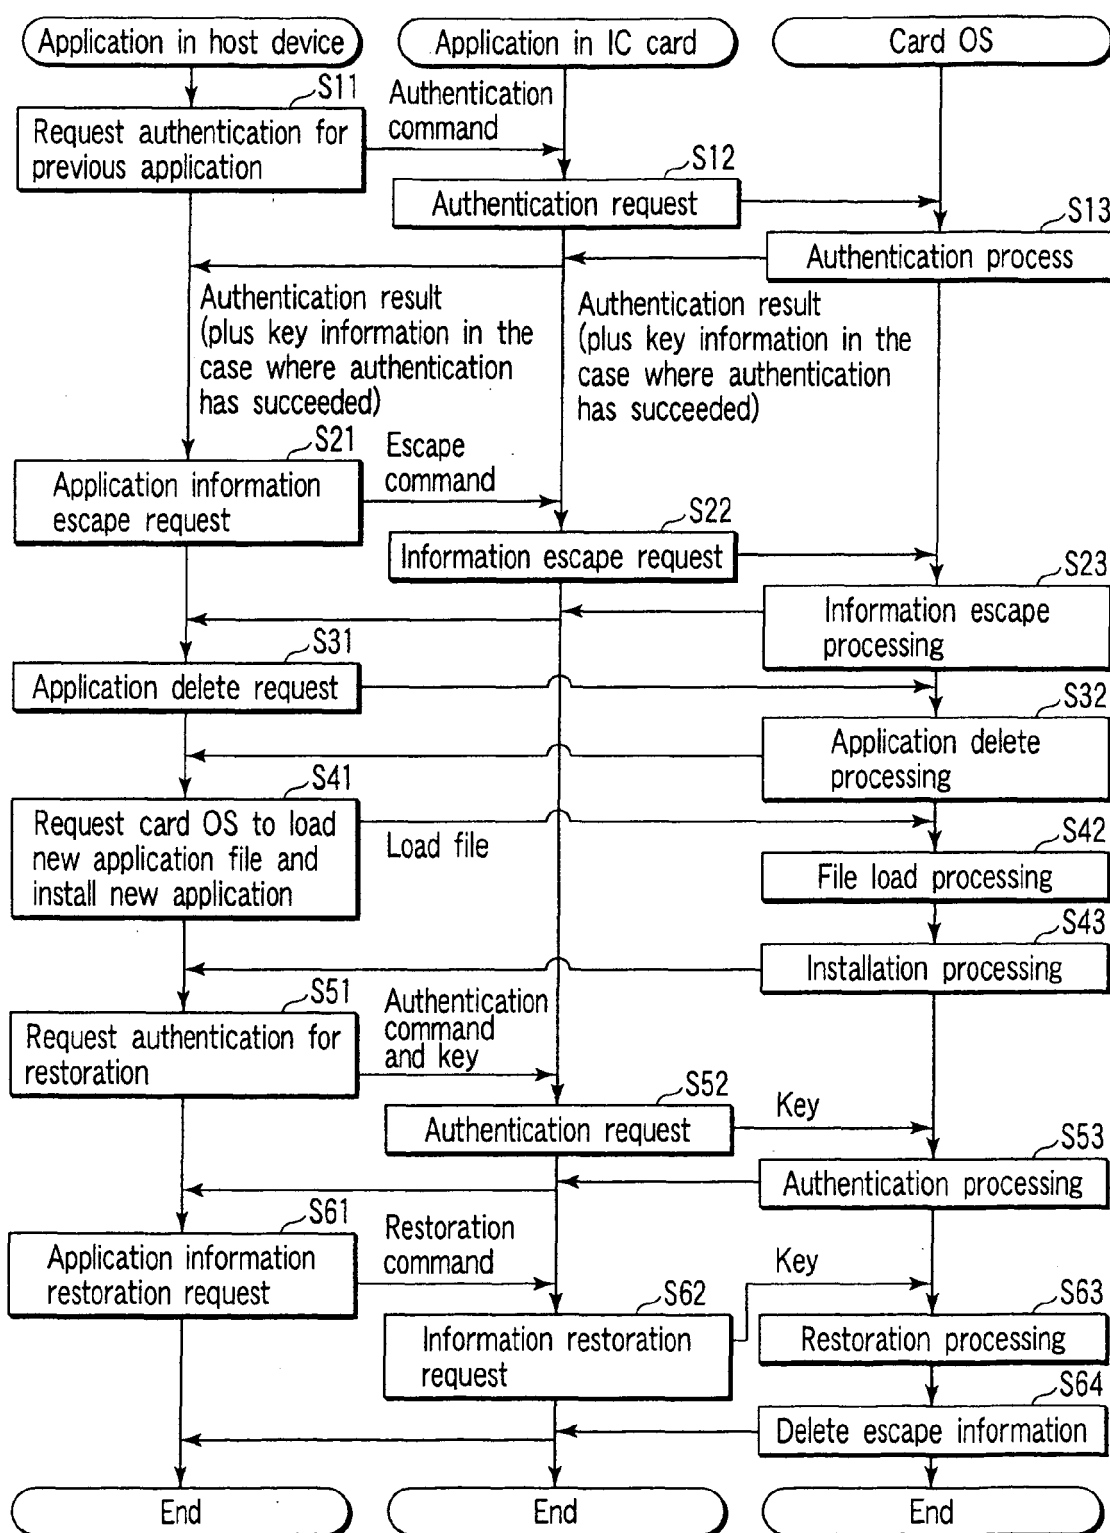 Application in host device
Application in IC card
Card OS
S11
Authentication
command
Request authentication for
previous application
S12
Authentication request
S13
Authentication process
Authentication result
(plus key information in the
case where authentication
has succeeded)
Authentication result
(plus key information in the
case where authentication
has succeeded)
S21
Escape
command
Application information
escape request
S22
Information escape request
S23
Information escape
processing
S31
Application delete request
S32
Application delete
processing
S41
Request card OS to load
new application file and
install new application
Load file
S42
File load processing
S43
Installation processing
S51
Authentication
command
and key
Request authentication for
restoration
S52
Authentication request
Key
S53
Authentication processing
S61
Restoration
command
Application information
restoration request
Key
S62
Information restoration
request
S63
Restoration processing
S64
Delete escape information
End
End
End